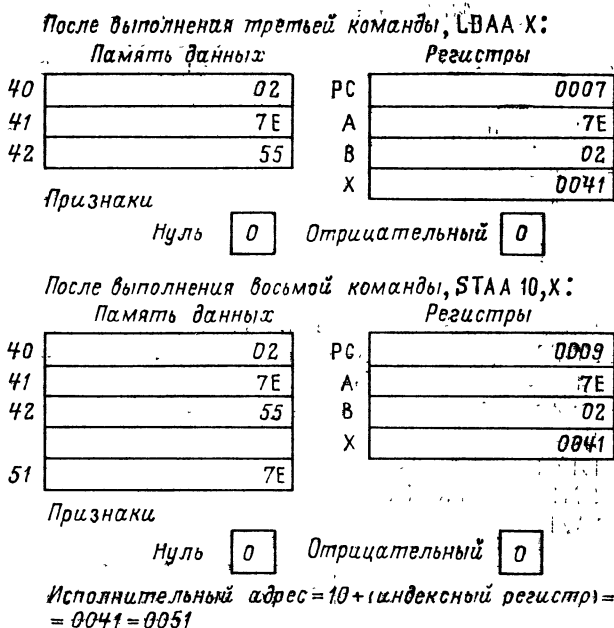 После выполнения третьей команды, LDAA X:
Память данных Регистры
40 02 PC 0007
41 7E A 7E
42 55 B 02
X 0041
Признаки
Нуль 0 Отрицательный 0
После выполнения восьмой команды, STAA 10,X:
Память данных Регистры
40 02 PC 0009
41 7E A 7E
42 55 B 02
X 0041
51 7E
Признаки
Нуль 0 Отрицательный 0
Исполнительный адрес=10+(индексный регистр)=
=0041=0051